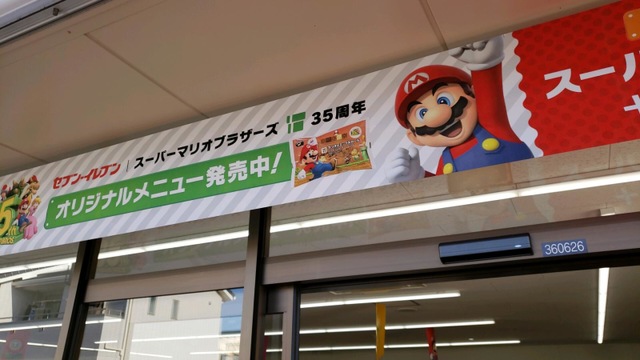 セブン-イレブン | スーパーマリオブラザーズ 35周年
オリジナルメニュー発売中!
M
スーパ
360626